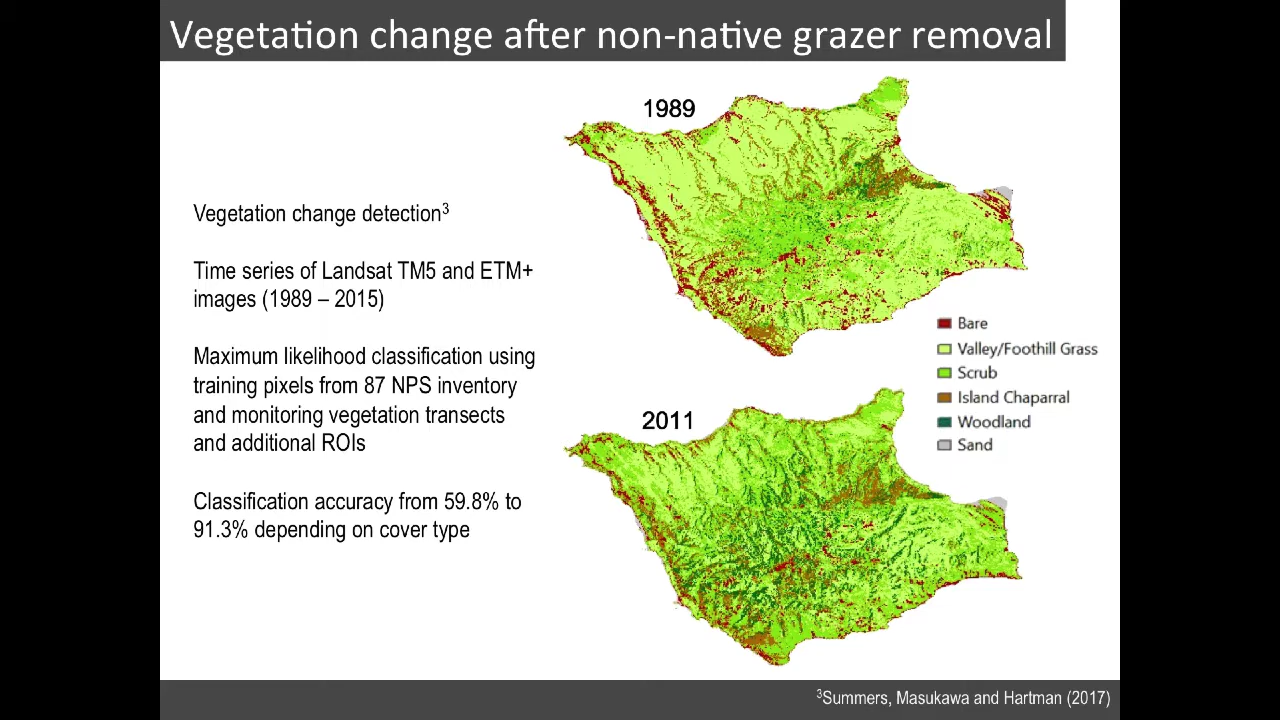 Vegetation change after non-native grazer removal
1989
Vegetation change detection³
Time series of Landsat TM5 and ETM+
images (1989 – 2015)
Maximum likelihood classification using
training pixels from 87 NPS inventory
and monitoring vegetation transects
and additional ROIs
Classification accuracy from 59.8% to
91.3% depending on cover type
Bare
Valley/Foothill Grass
Scrub
Island Chaparral
Woodland
Sand
2011
³Summers, Masukawa and Hartman (2017)